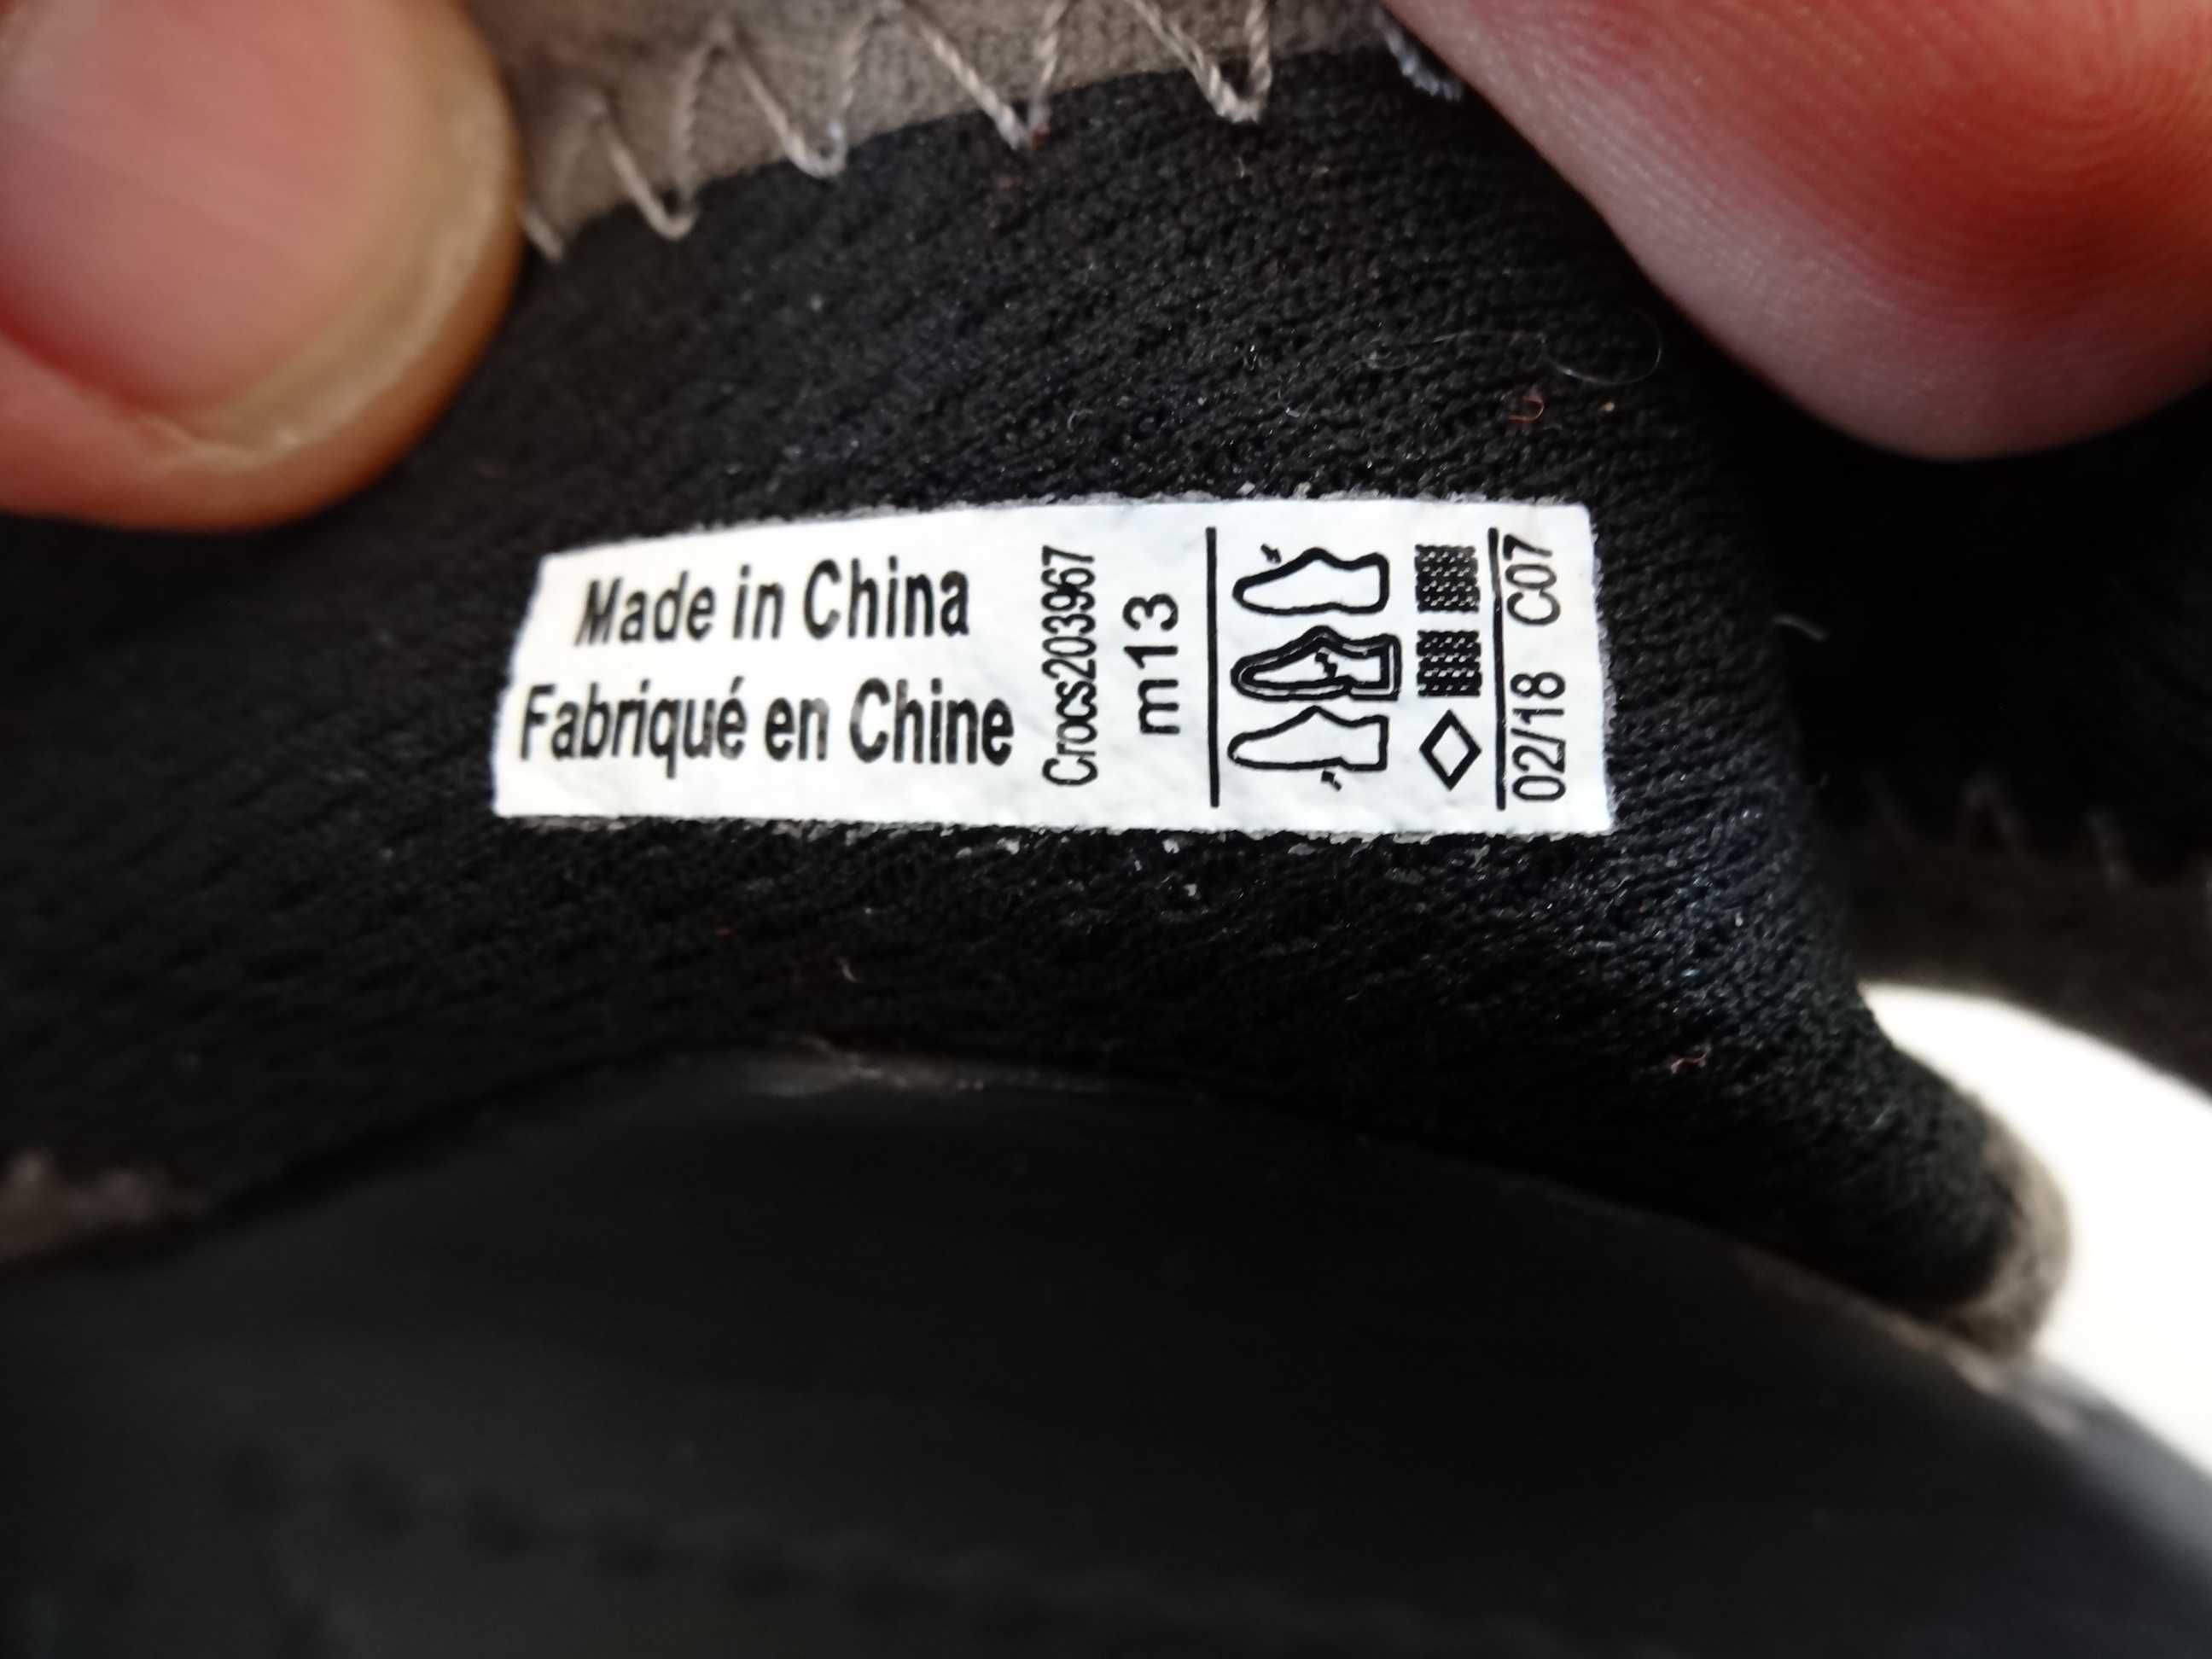 Made in China
Fabriqué en Chine
Crocs203967
m13
02/18 C07